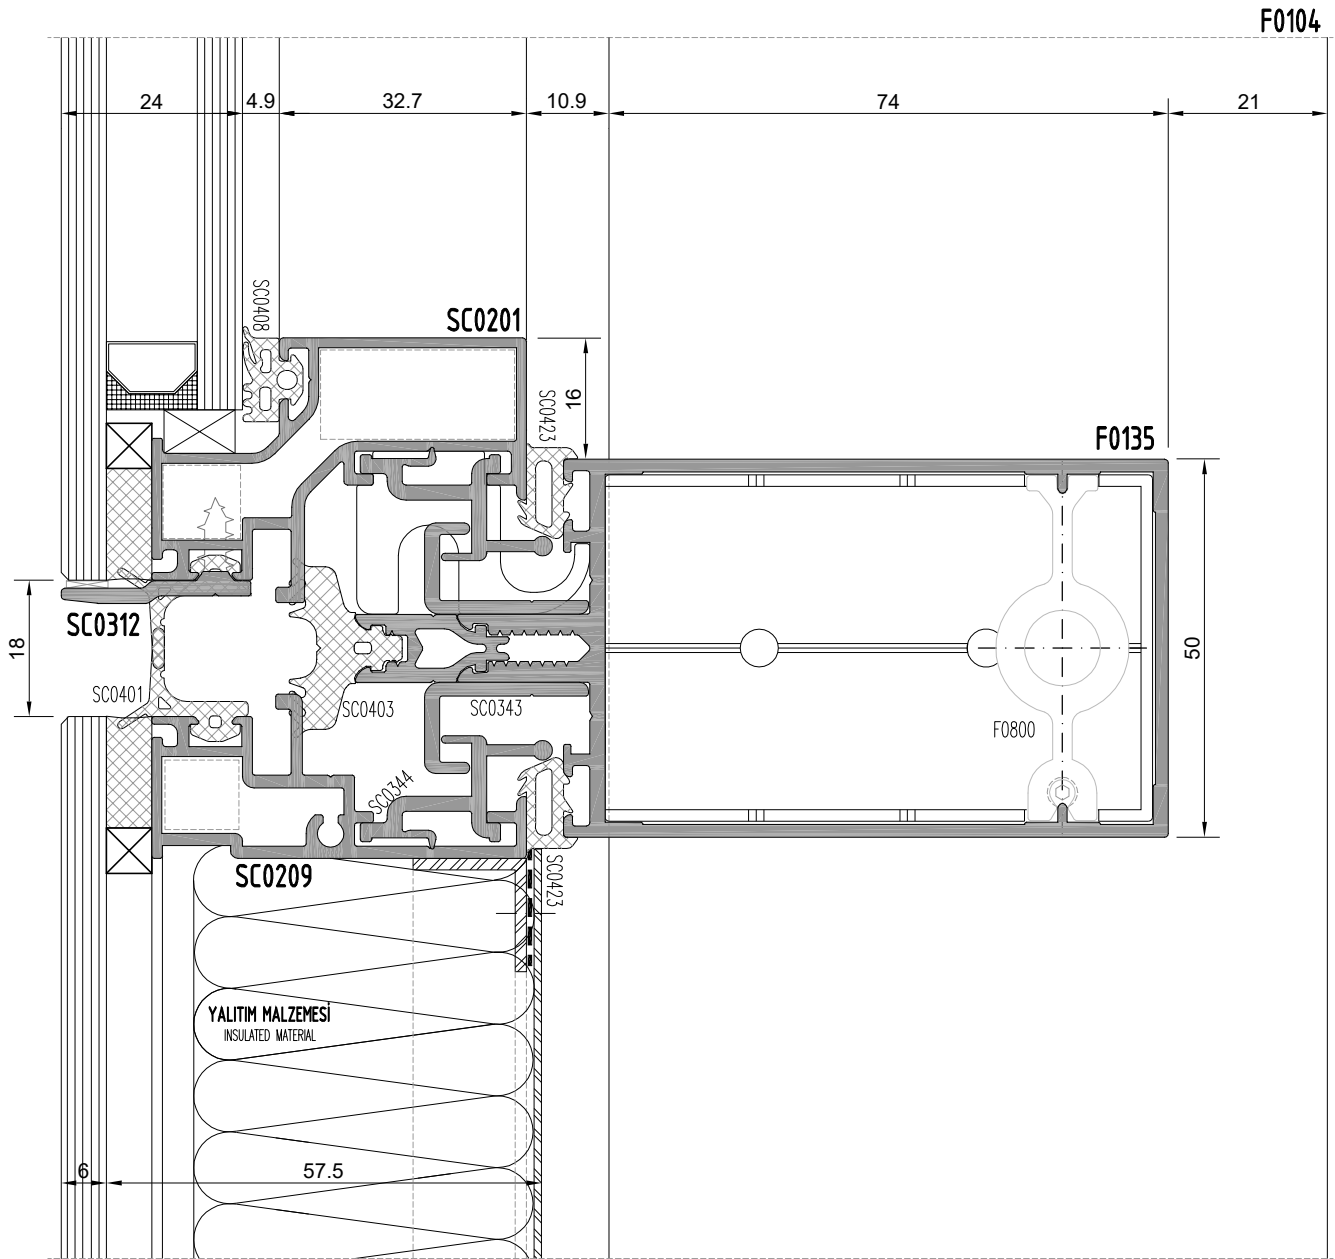 F0104
24
4.9
32.7
10.9
74
21
SC0408
SC0201
SC0423
16
F0135
SC0312
18
SC0401
SC0403
SC0343
50
F0800
SC0344
SC0209
SC0423
YALITIM MALZEMESİ
INSULATED MATERIAL
6
57.5